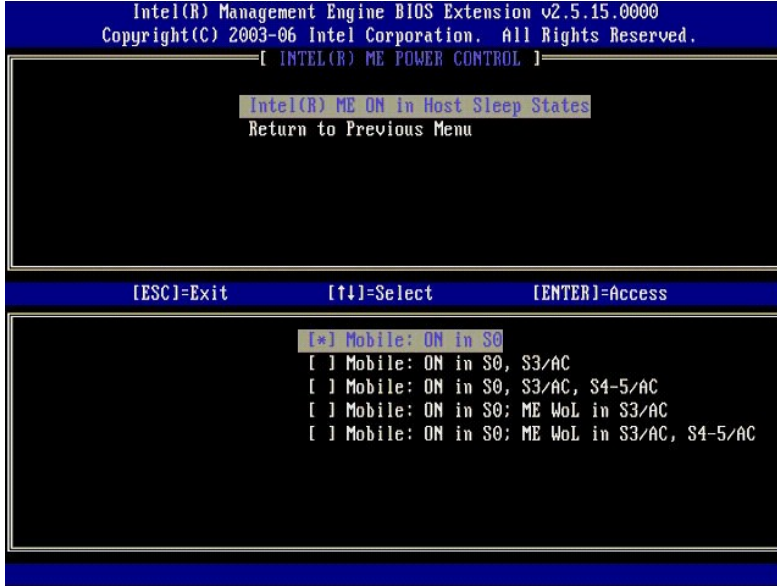 Intel(R) Management Engine BIOS Extension v2.5.15.0000
Copyright(C) 2003-06 Intel Corporation. All Rights Reserved.
[ INTEL(R) ME POWER CONTROL ]
Intel(R) ME ON in Host Sleep States
Return to Previous Menu
[ESC]=Exit [↑↓]=Select [ENTER]=Access
[*] Mobile: ON in S0
[ ] Mobile: ON in S0, S3/AC
[ ] Mobile: ON in S0, S3/AC, S4-5/AC
[ ] Mobile: ON in S0; ME WoL in S3/AC
[ ] Mobile: ON in S0; ME WoL in S3/AC, S4-5/AC